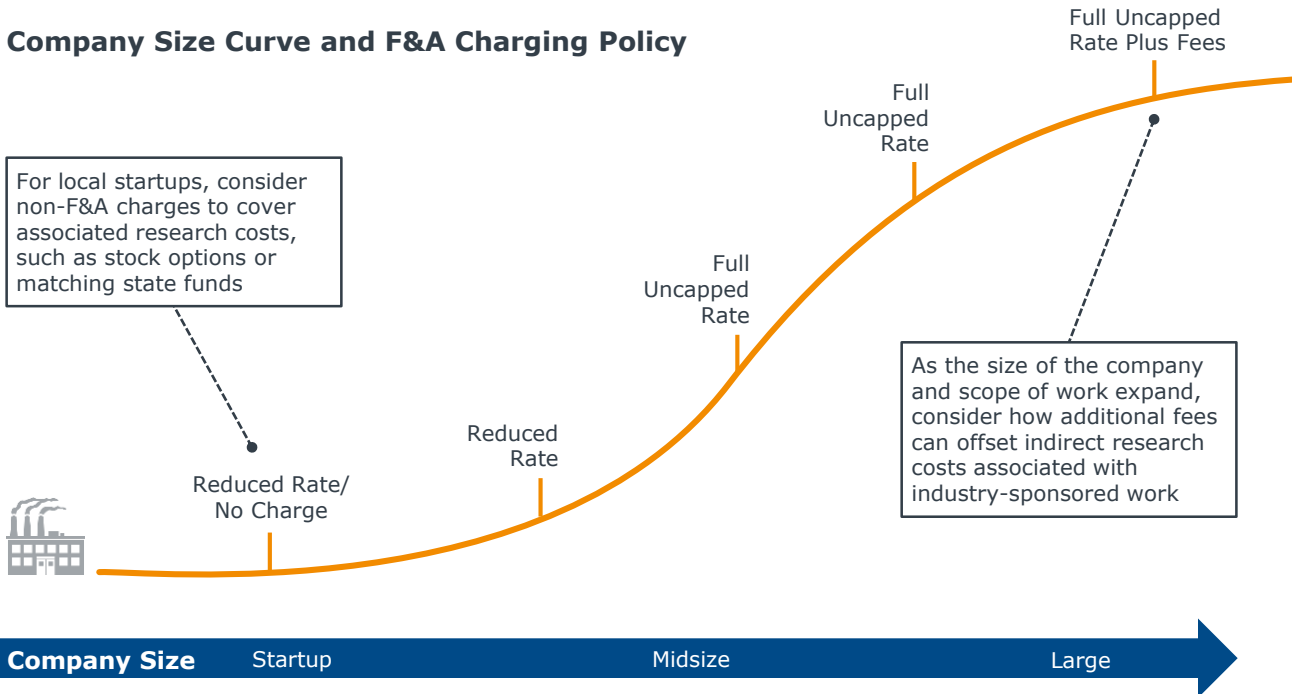 Company Size Curve and F&A Charging Policy
Full Uncapped
Rate Plus Fees
Full
Uncapped
Rate
For local startups, consider
non-F&A charges to cover
associated research costs,
such as stock options or
matching state funds
Full
Uncapped
Rate
As the size of the company
and scope of work expand,
consider how additional fees
can offset indirect research
costs associated with
industry-sponsored work
Reduced
Rate
Reduced Rate/
No Charge
Company Size
Startup
Midsize
Large